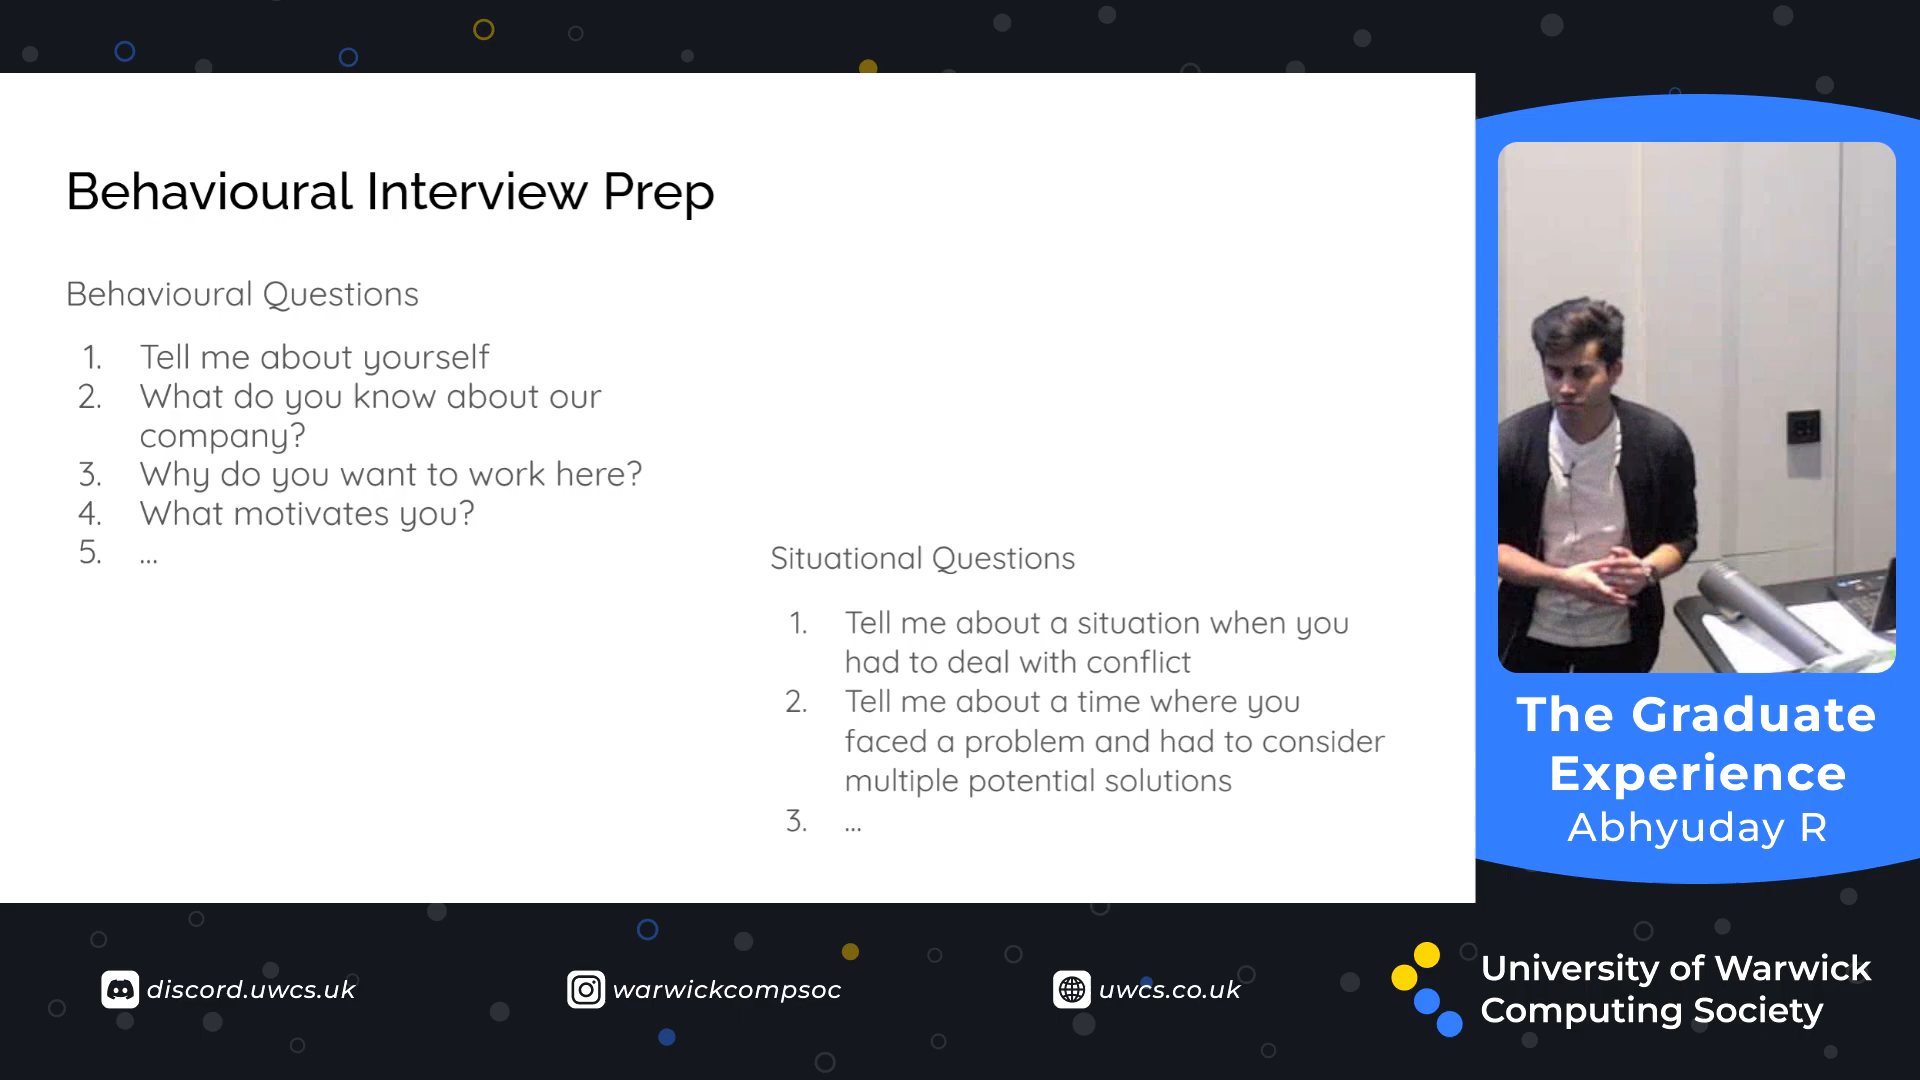 Behavioural Interview Prep
Behavioural Questions
1. Tell me about yourself
2. What do you know about our
company?
3. Why do you want to work here?
4. What motivates you?
5. ...
Situational Questions
1. Tell me about a situation when you
had to deal with conflict
2. Tell me about a time where you
faced a problem and had to consider
multiple potential solutions
3. ...
The Graduate
Experience
Abhyuday R
discord.uwcs.uk
warwickcompsoc
uwcs.co.uk
University of Warwick
Computing Society